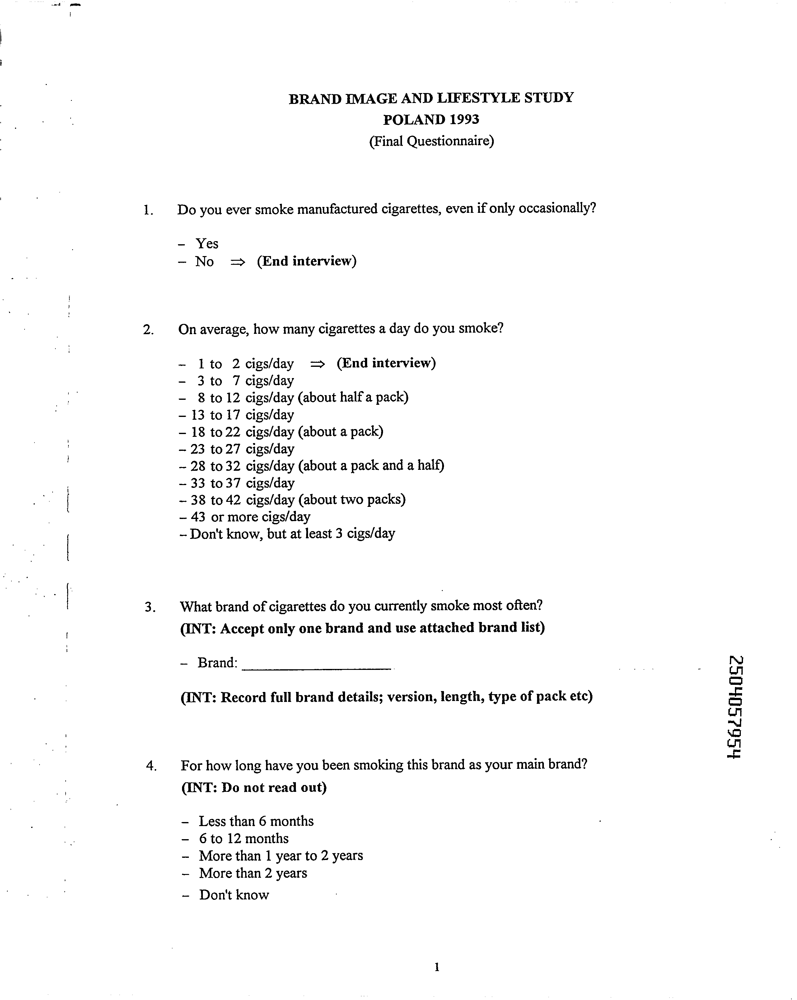 BRAND IMAGE AND LIFESTYLE STUDY
POLAND 1993
(Final Questionnaire)
1. Do you ever smoke manufactured cigarettes, even if only occasionally?
– Yes
– No ⇒ (End interview)
2. On average, how many cigarettes a day do you smoke?
– 1 to 2 cigs/day ⇒ (End interview)
– 3 to 7 cigs/day
– 8 to 12 cigs/day (about half a pack)
– 13 to 17 cigs/day
– 18 to 22 cigs/day (about a pack)
– 23 to 27 cigs/day
– 28 to 32 cigs/day (about a pack and a half)
– 33 to 37 cigs/day
– 38 to 42 cigs/day (about two packs)
– 43 or more cigs/day
– Don't know, but at least 3 cigs/day
3. What brand of cigarettes do you currently smoke most often?
(INT: Accept only one brand and use attached brand list)
– Brand: ____________________
(INT: Record full brand details; version, length, type of pack etc)
4. For how long have you been smoking this brand as your main brand?
(INT: Do not read out)
– Less than 6 months
– 6 to 12 months
– More than 1 year to 2 years
– More than 2 years
– Don't know
1
2504057954